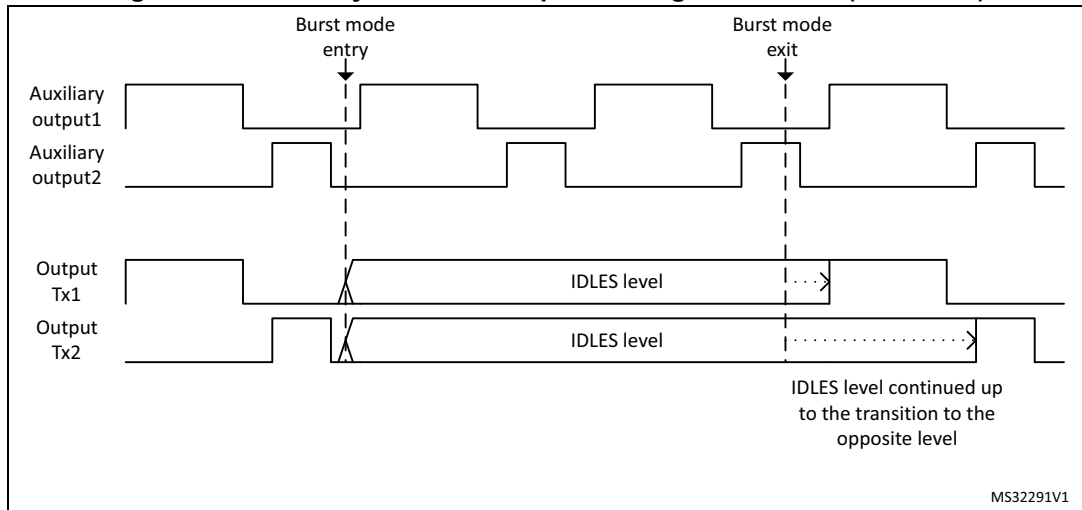 Burst mode
entry
Burst mode
exit
Auxiliary
output1
Auxiliary
output2
Output
Tx1
IDLES level
Output
Tx2
IDLES level
IDLES level continued up
to the transition to the
opposite level
MS32291V1